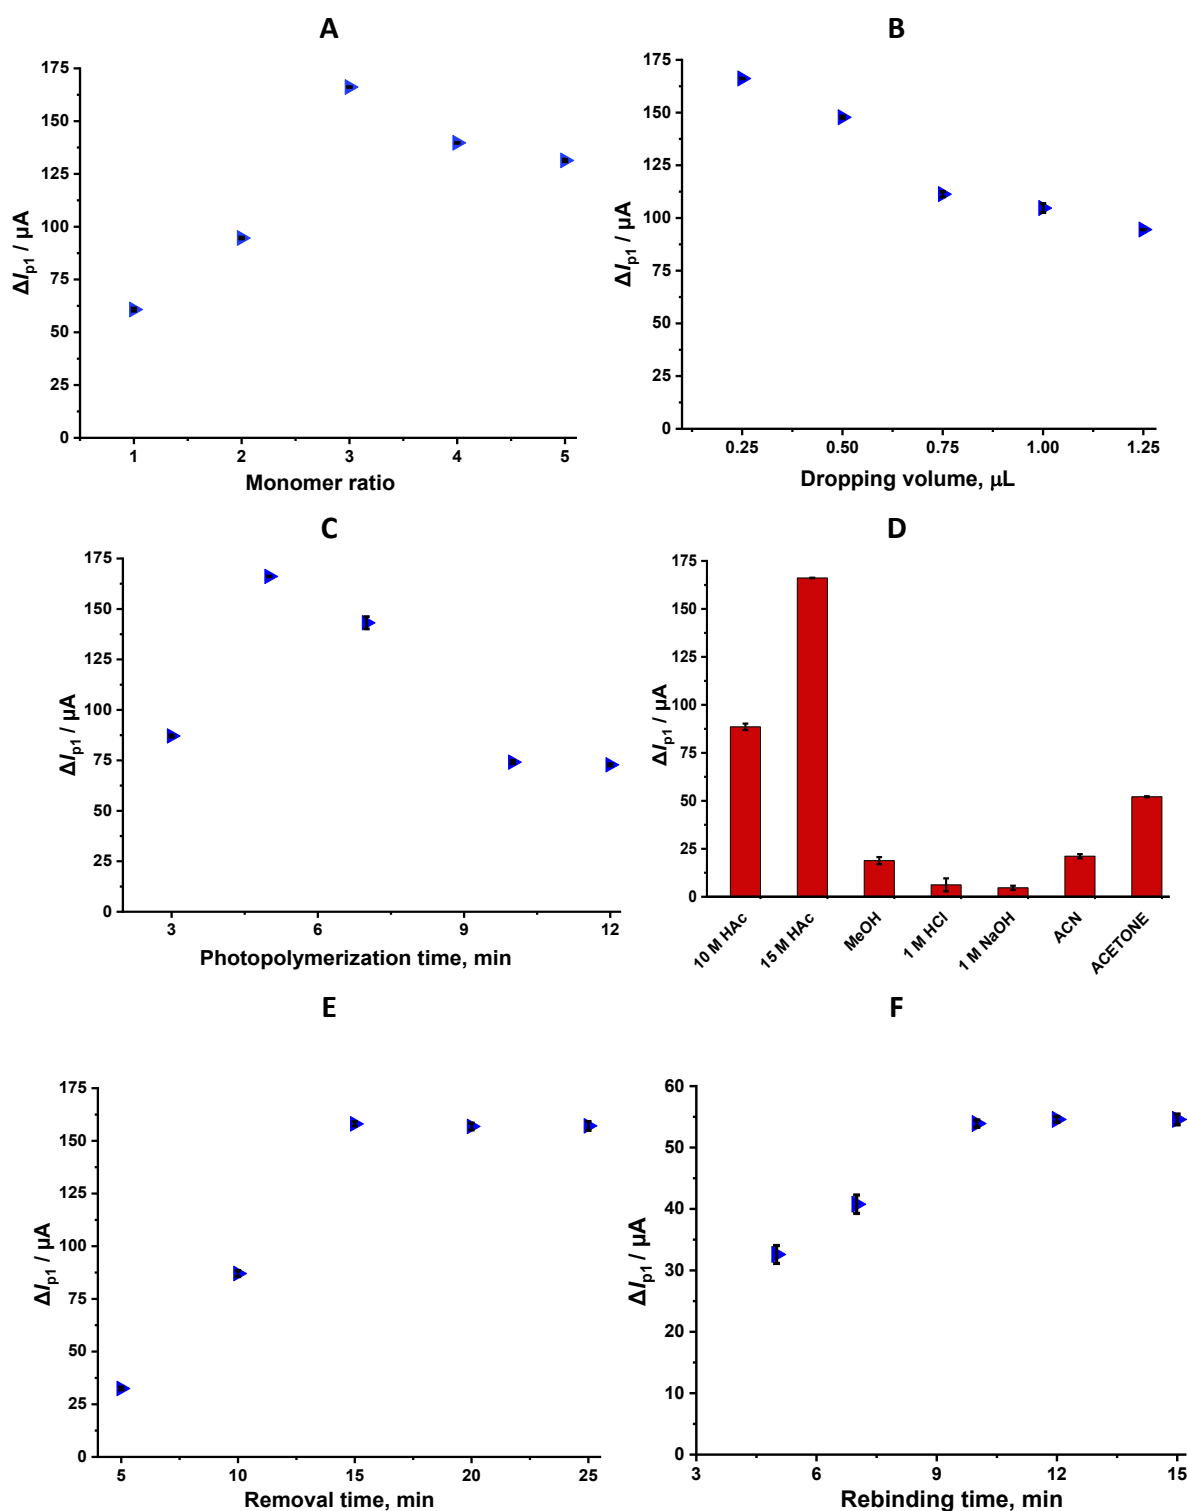 A
175
150
125
100
75
50
25
0
ΔIp1 / µA
1 2 3 4 5
Monomer ratio
B
175
150
125
100
75
50
25
0
ΔIp1 / µA
0.25 0.50 0.75 1.00 1.25
Dropping volume, µL
C
175
150
125
100
75
50
25
0
ΔIp1 / µA
3 6 9 12
Photopolymerization time, min
D
175
150
125
100
75
50
25
0
ΔIp1 / µA
10 M HAc
15 M HAc
MeOH
1 M HCl
1 M NaOH
ACN
ACETONE
E
175
150
125
100
75
50
25
0
ΔIp1 / µA
5 10 15 20 25
Removal time, min
F
60
50
40
30
20
10
0
ΔIp1 / µA
3 6 9 12 15
Rebinding time, min